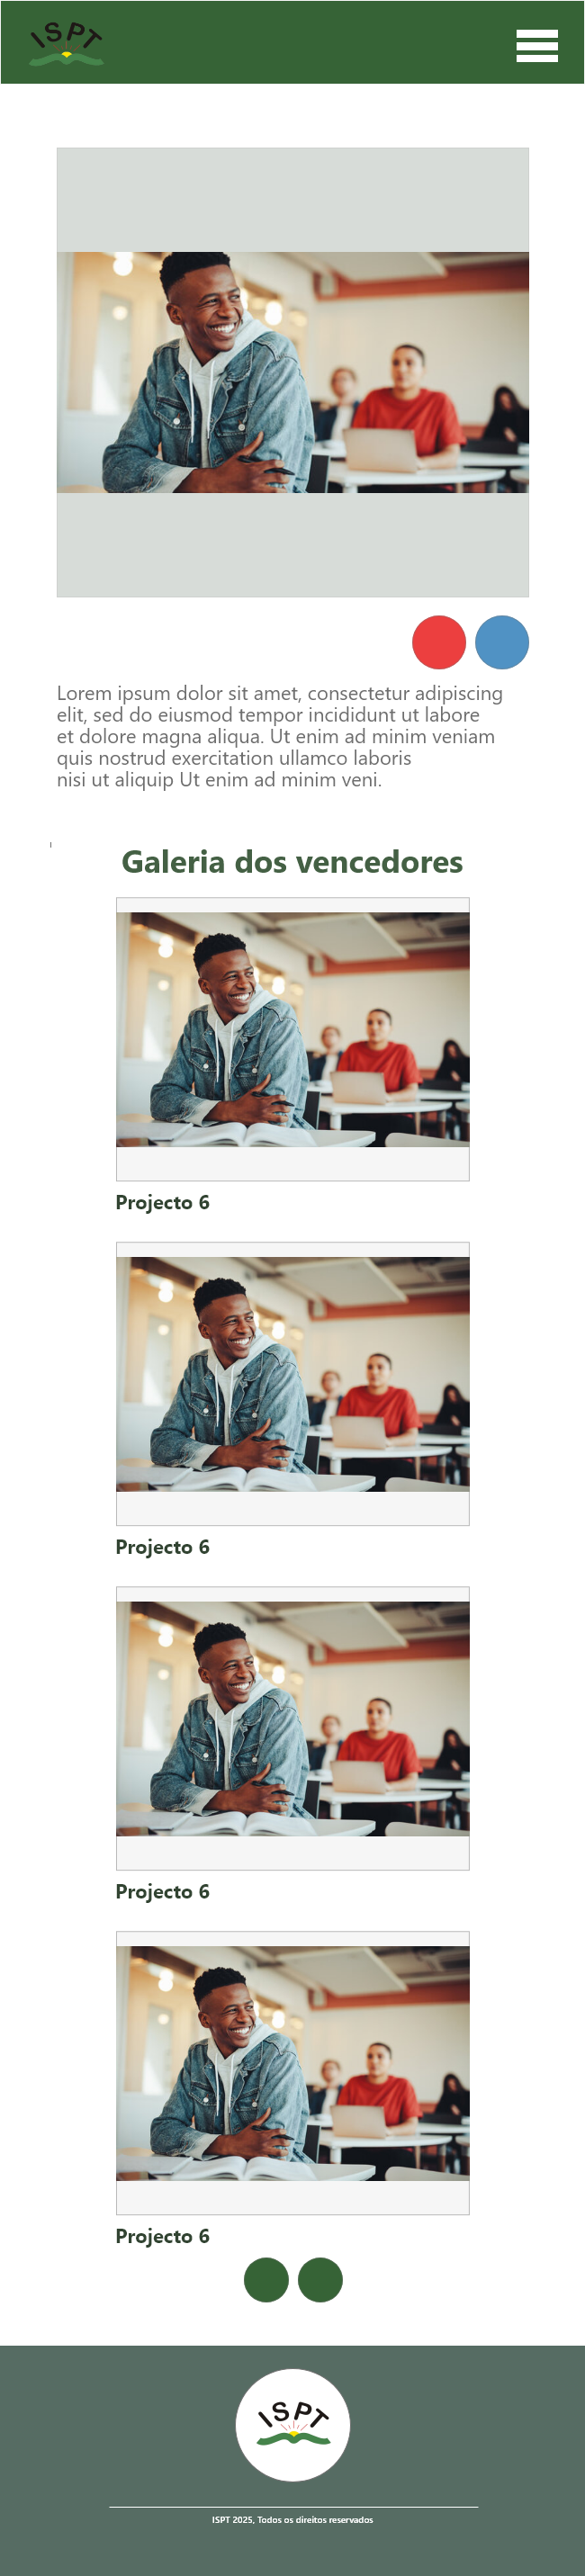 ISPT
Lorem ipsum dolor sit amet, consectetur adipiscing
elit, sed do eiusmod tempor incididunt ut labore
et dolore magna aliqua. Ut enim ad minim veniam
quis nostrud exercitation ullamco laboris
nisi ut aliquip Ut enim ad minim veni.
Galeria dos vencedores
Projecto 6
Projecto 6
Projecto 6
Projecto 6
ISPT
ISPT 2025, Todos os direitos reservados